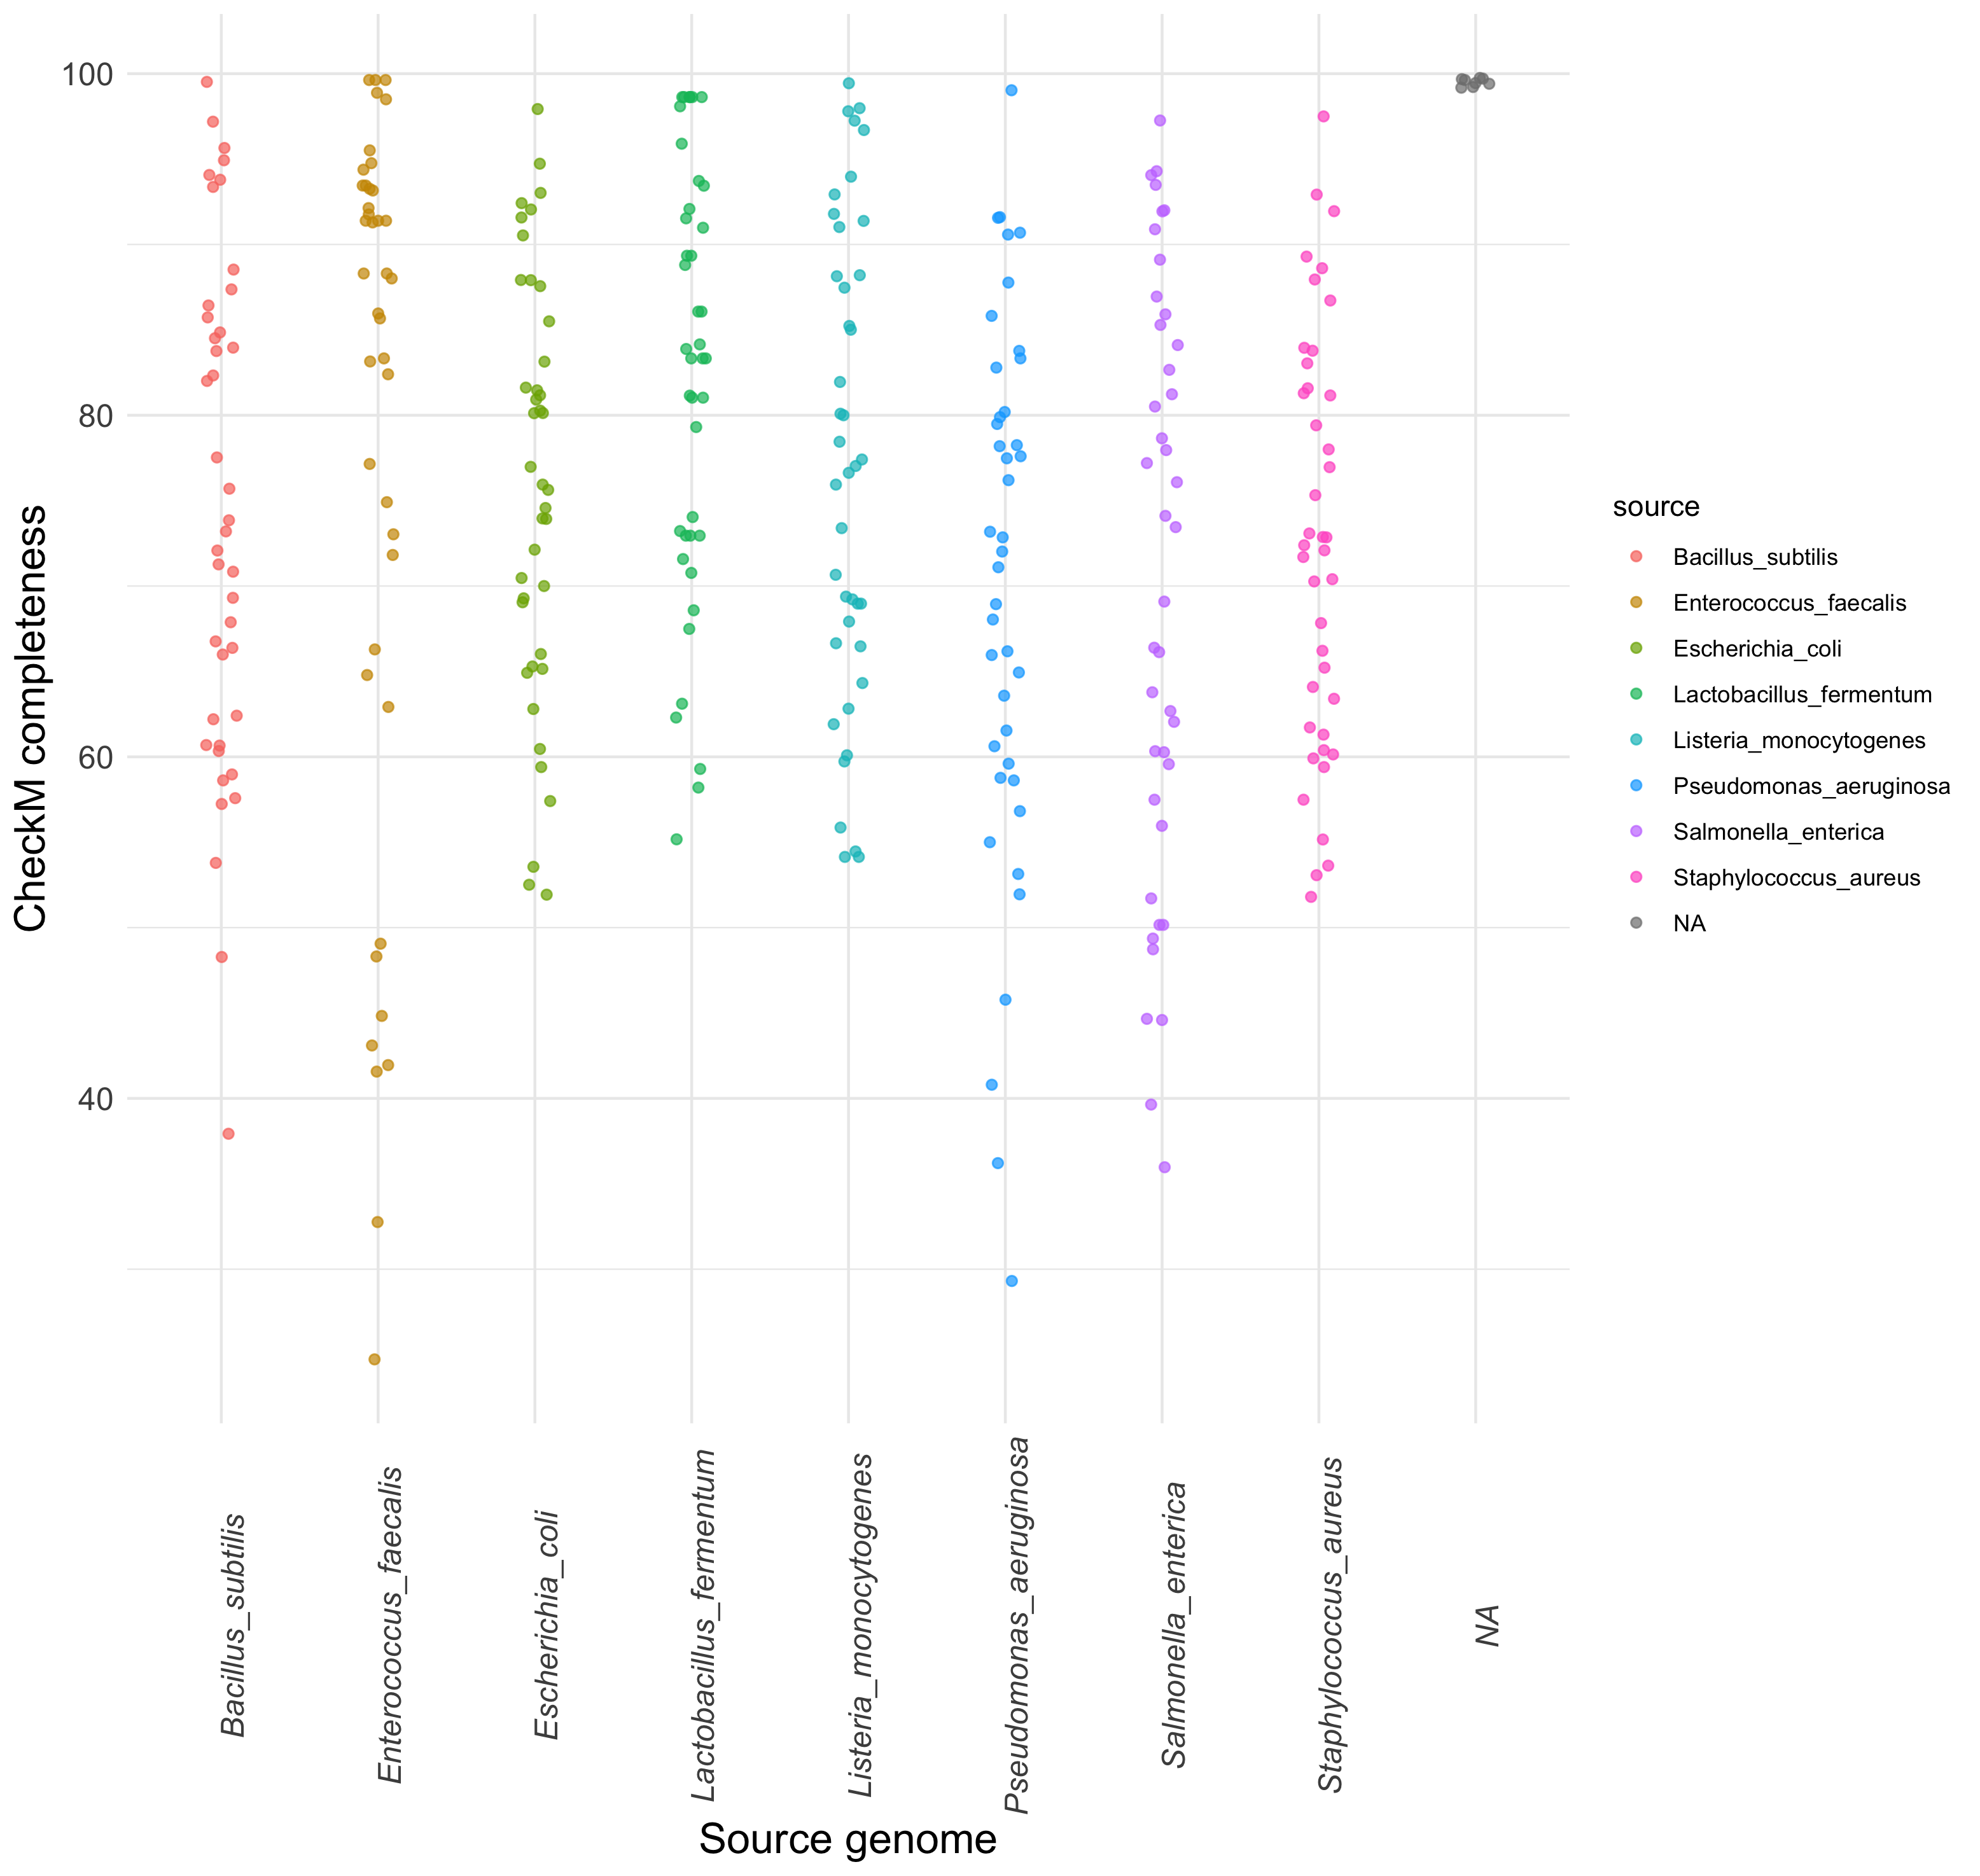 CheckM completeness
100
80
60
40
Bacillus_subtilis
Enterococcus_faecalis
Escherichia_coli
Lactobacillus_fermentum
Listeria_monocytogenes
Pseudomonas_aeruginosa
Salmonella_enterica
Staphylococcus_aureus
NA
Source genome
source
Bacillus_subtilis
Enterococcus_faecalis
Escherichia_coli
Lactobacillus_fermentum
Listeria_monocytogenes
Pseudomonas_aeruginosa
Salmonella_enterica
Staphylococcus_aureus
NA